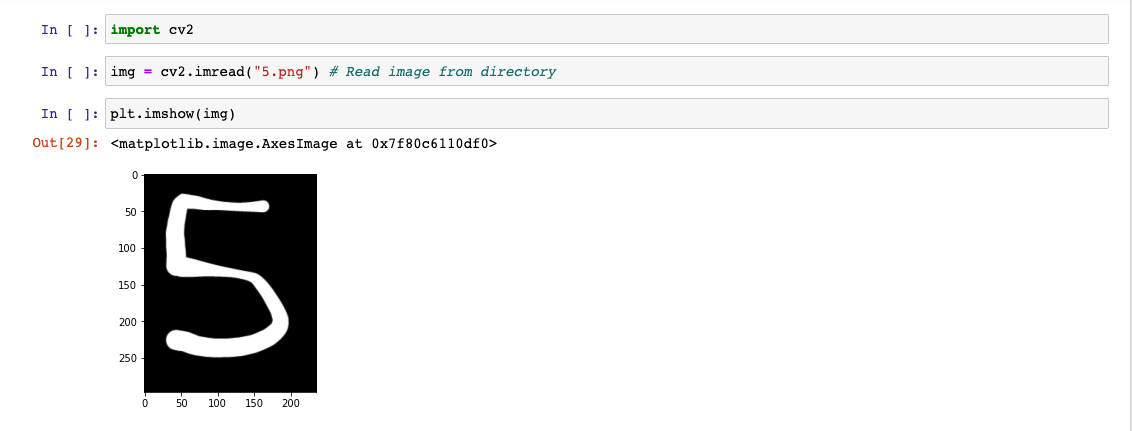 In [ ]: import cv2
In [ ]: img = cv2.imread("5.png") # Read image from directory
In [ ]: plt.imshow(img)
Out[29]: <matplotlib.image.AxesImage at 0x7f80c6110df0>
0
50
100
150
200
250
5
0 50 100 150 200